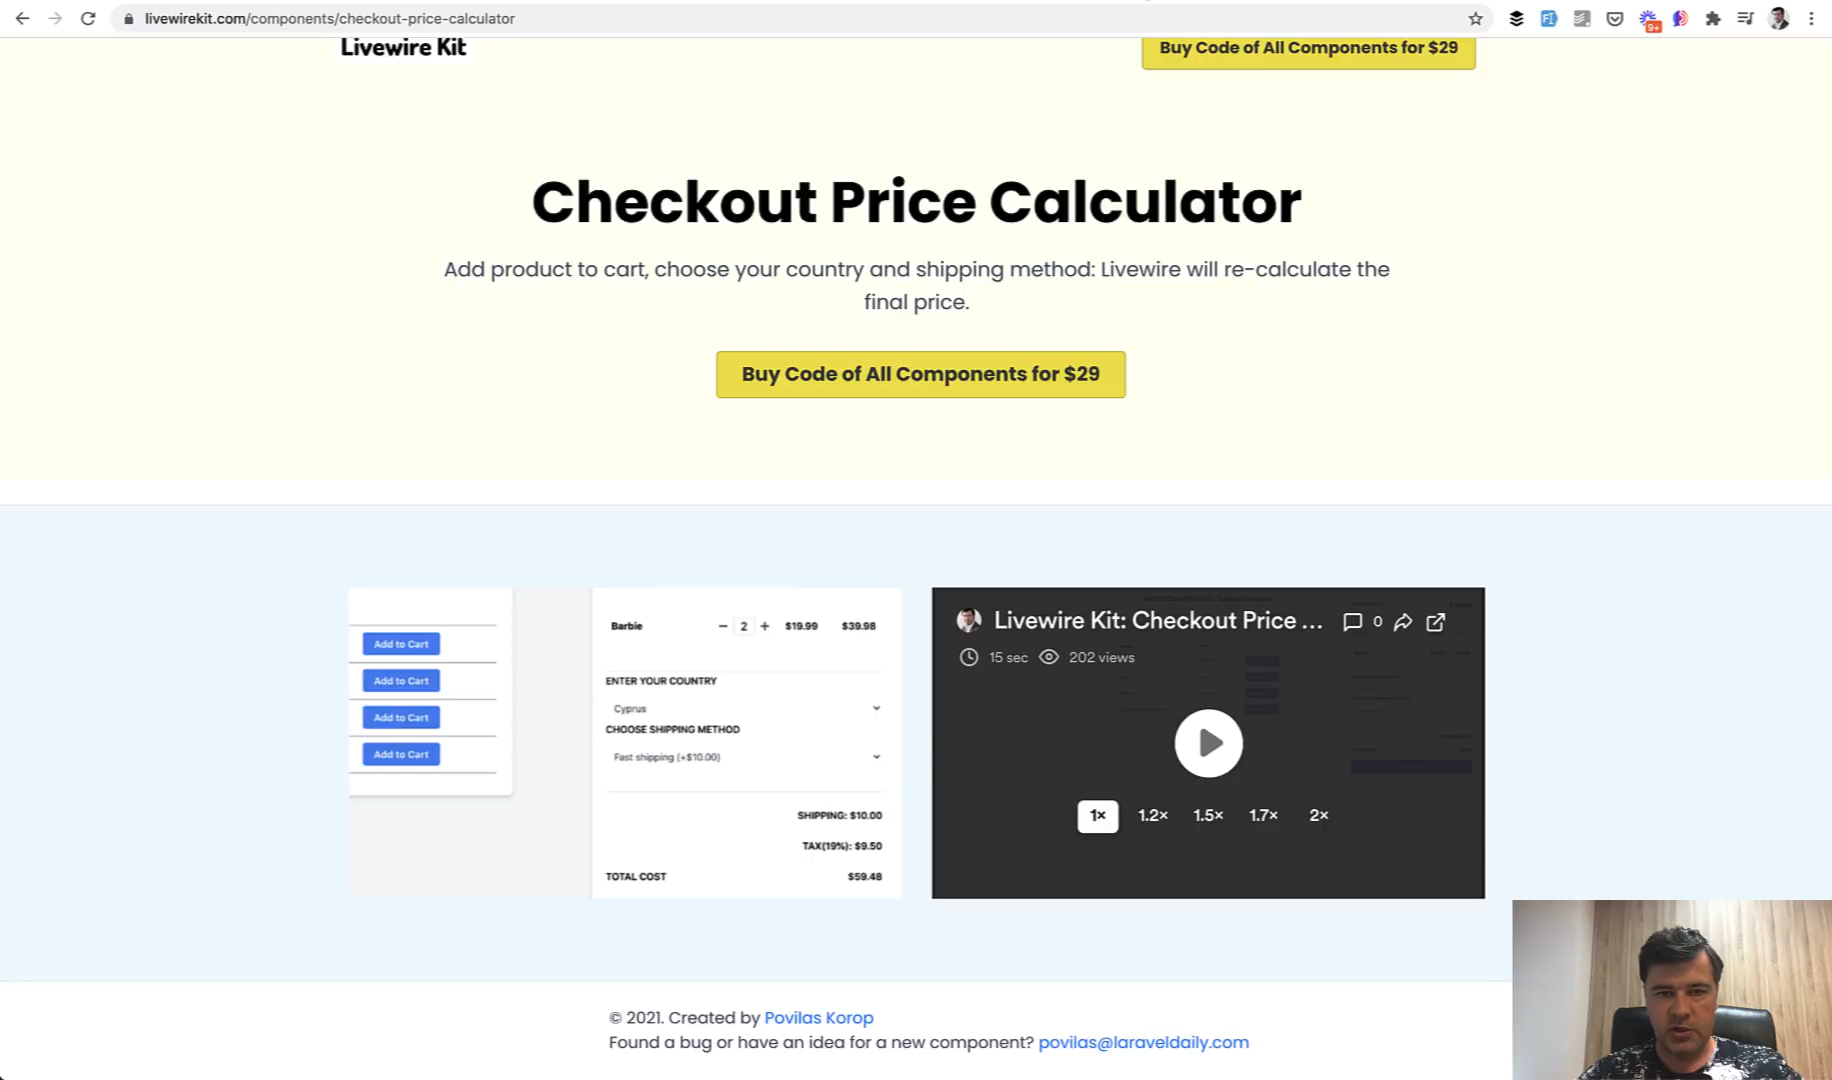 livewirekit.com/components/checkout-price-calculator
9+
Livewire Kit
Buy Code of All Components for $29
Checkout Price Calculator
Add product to cart, choose your country and shipping method: Livewire will re-calculate the
final price.
Buy Code of All Components for $29
Add to Cart
Add to Cart
Add to Cart
Add to Cart
Barbie − 2 + $19.99 $39.98
ENTER YOUR COUNTRY
Cyprus
CHOOSE SHIPPING METHOD
Fast shipping (+$10.00)
SHIPPING: $10.00
TAX(19%): $9.50
TOTAL COST $59.48
Livewire Kit: Checkout Price ... 0
15 sec 202 views
1× 1.2× 1.5× 1.7× 2×
© 2021. Created by Povilas Korop
Found a bug or have an idea for a new component? povilas@laraveldaily.com